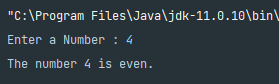 "C:\Program Files\Java\jdk-11.0.10\bin\
Enter a Number : 4
The number 4 is even.